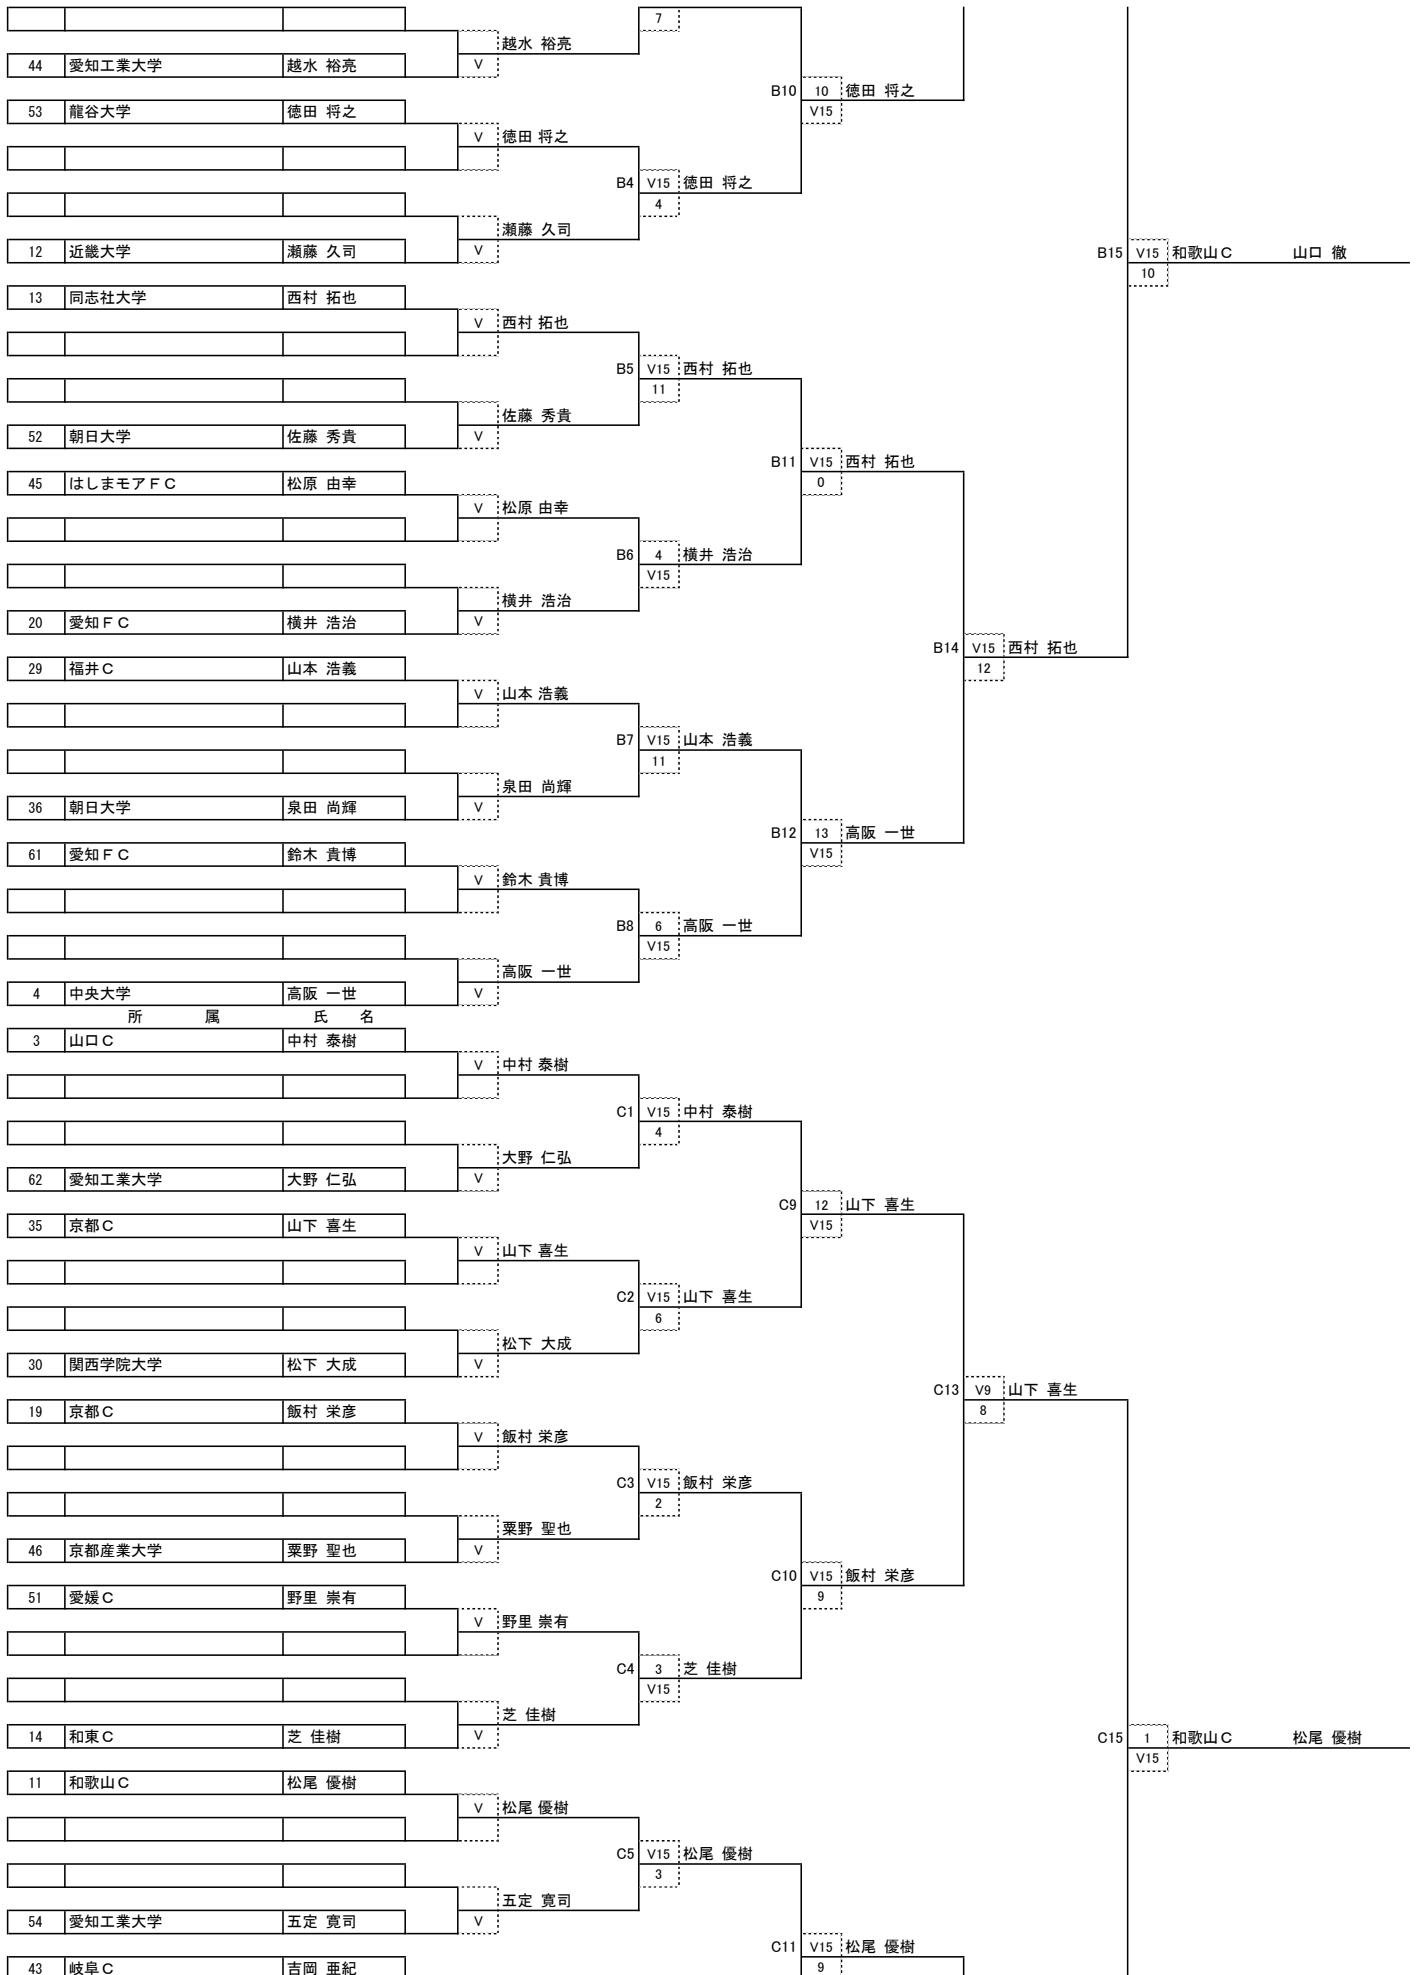 7
越水 裕亮
44 愛知工業大学 越水 裕亮 V
B10 10 徳田 将之
53 龍谷大学 徳田 将之 V15
V 徳田 将之
B4 V15 徳田 将之
4
瀬藤 久司
12 近畿大学 瀬藤 久司 V
B15 V15 和歌山C 山口 徹
10
13 同志社大学 西村 拓也
V 西村 拓也
B5 V15 西村 拓也
11
佐藤 秀貴
52 朝日大学 佐藤 秀貴 V
B11 V15 西村 拓也
0
45 はしまモアFC 松原 由幸
V 松原 由幸
B6 4 横井 浩治
V15
横井 浩治
20 愛知FC 横井 浩治 V
B14 V15 西村 拓也
12
29 福井C 山本 浩義
V 山本 浩義
B7 V15 山本 浩義
11
泉田 尚輝
36 朝日大学 泉田 尚輝 V
B12 13 高阪 一世
V15
61 愛知FC 鈴木 貴博
V 鈴木 貴博
B8 6 高阪 一世
V15
高阪 一世
4 中央大学 高阪 一世 V
所 属 氏 名
3 山口C 中村 泰樹
V 中村 泰樹
C1 V15 中村 泰樹
4
大野 仁弘
62 愛知工業大学 大野 仁弘 V
C9 12 山下 喜生
V15
35 京都C 山下 喜生
V 山下 喜生
C2 V15 山下 喜生
6
松下 大成
30 関西学院大学 松下 大成 V
C13 V9 山下 喜生
8
19 京都C 飯村 栄彦
V 飯村 栄彦
C3 V15 飯村 栄彦
2
粟野 聖也
46 京都産業大学 粟野 聖也 V
C10 V15 飯村 栄彦
9
51 愛媛C 野里 崇有
V 野里 崇有
C4 3 芝 佳樹
V15
芝 佳樹
14 和東C 芝 佳樹 V
C15 1 和歌山C 松尾 優樹
V15
11 和歌山C 松尾 優樹
V 松尾 優樹
C5 V15 松尾 優樹
3
五定 寛司
54 愛知工業大学 五定 寛司 V
C11 V15 松尾 優樹
9
43 岐阜C 吉岡 亜紀